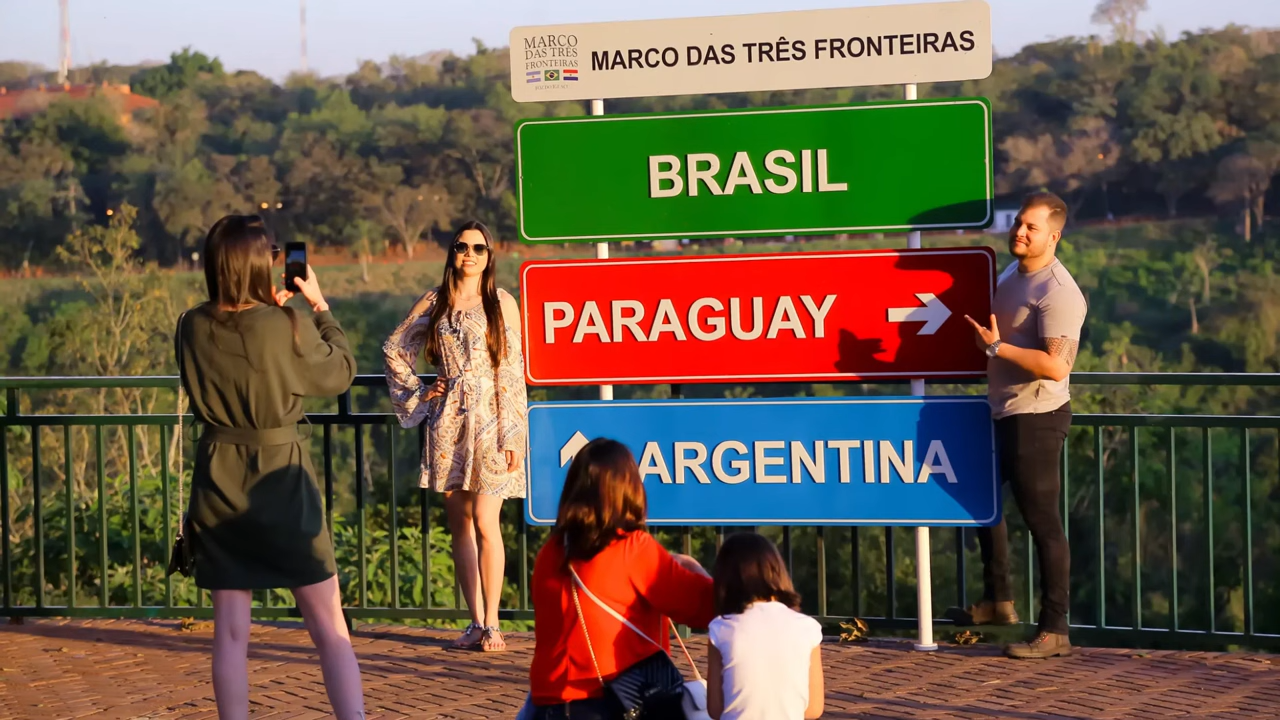 MARCO
DAS TRÊS
FRONTEIRAS
MARCO DAS TRÊS FRONTEIRAS
BRASIL
PARAGUAY
ARGENTINA